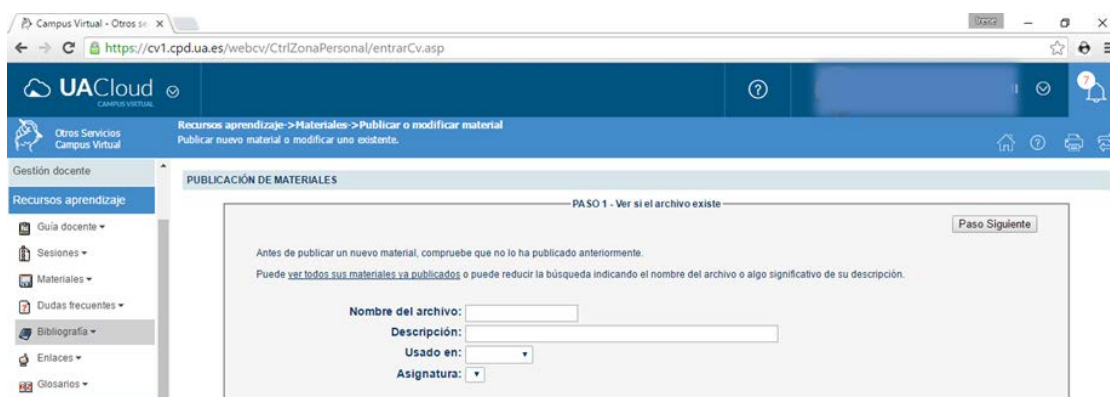 Campus Virtual - Otros se
Irene
https://cv1.cpd.ua.es/webcv/CtrlZonaPersonal/entrarCv.asp
UACloud
CAMPUS VIRTUAL
7
Otros Servicios
Campus Virtual
Recursos aprendizaje->Materiales->Publicar o modificar material
Publicar nuevo material o modificar uno existente.
Gestión docente
Recursos aprendizaje
Guía docente
Sesiones
Materiales
Dudas frecuentes
Bibliografía
Enlaces
Glosarios
PUBLICACIÓN DE MATERIALES
PASO 1 - Ver si el archivo existe
Paso Siguiente
Antes de publicar un nuevo material, compruebe que no lo ha publicado anteriormente.
Puede ver todos sus materiales ya publicados o puede reducir la búsqueda indicando el nombre del archivo o algo significativo de su descripción.
Nombre del archivo:
Descripción:
Usado en:
Asignatura: